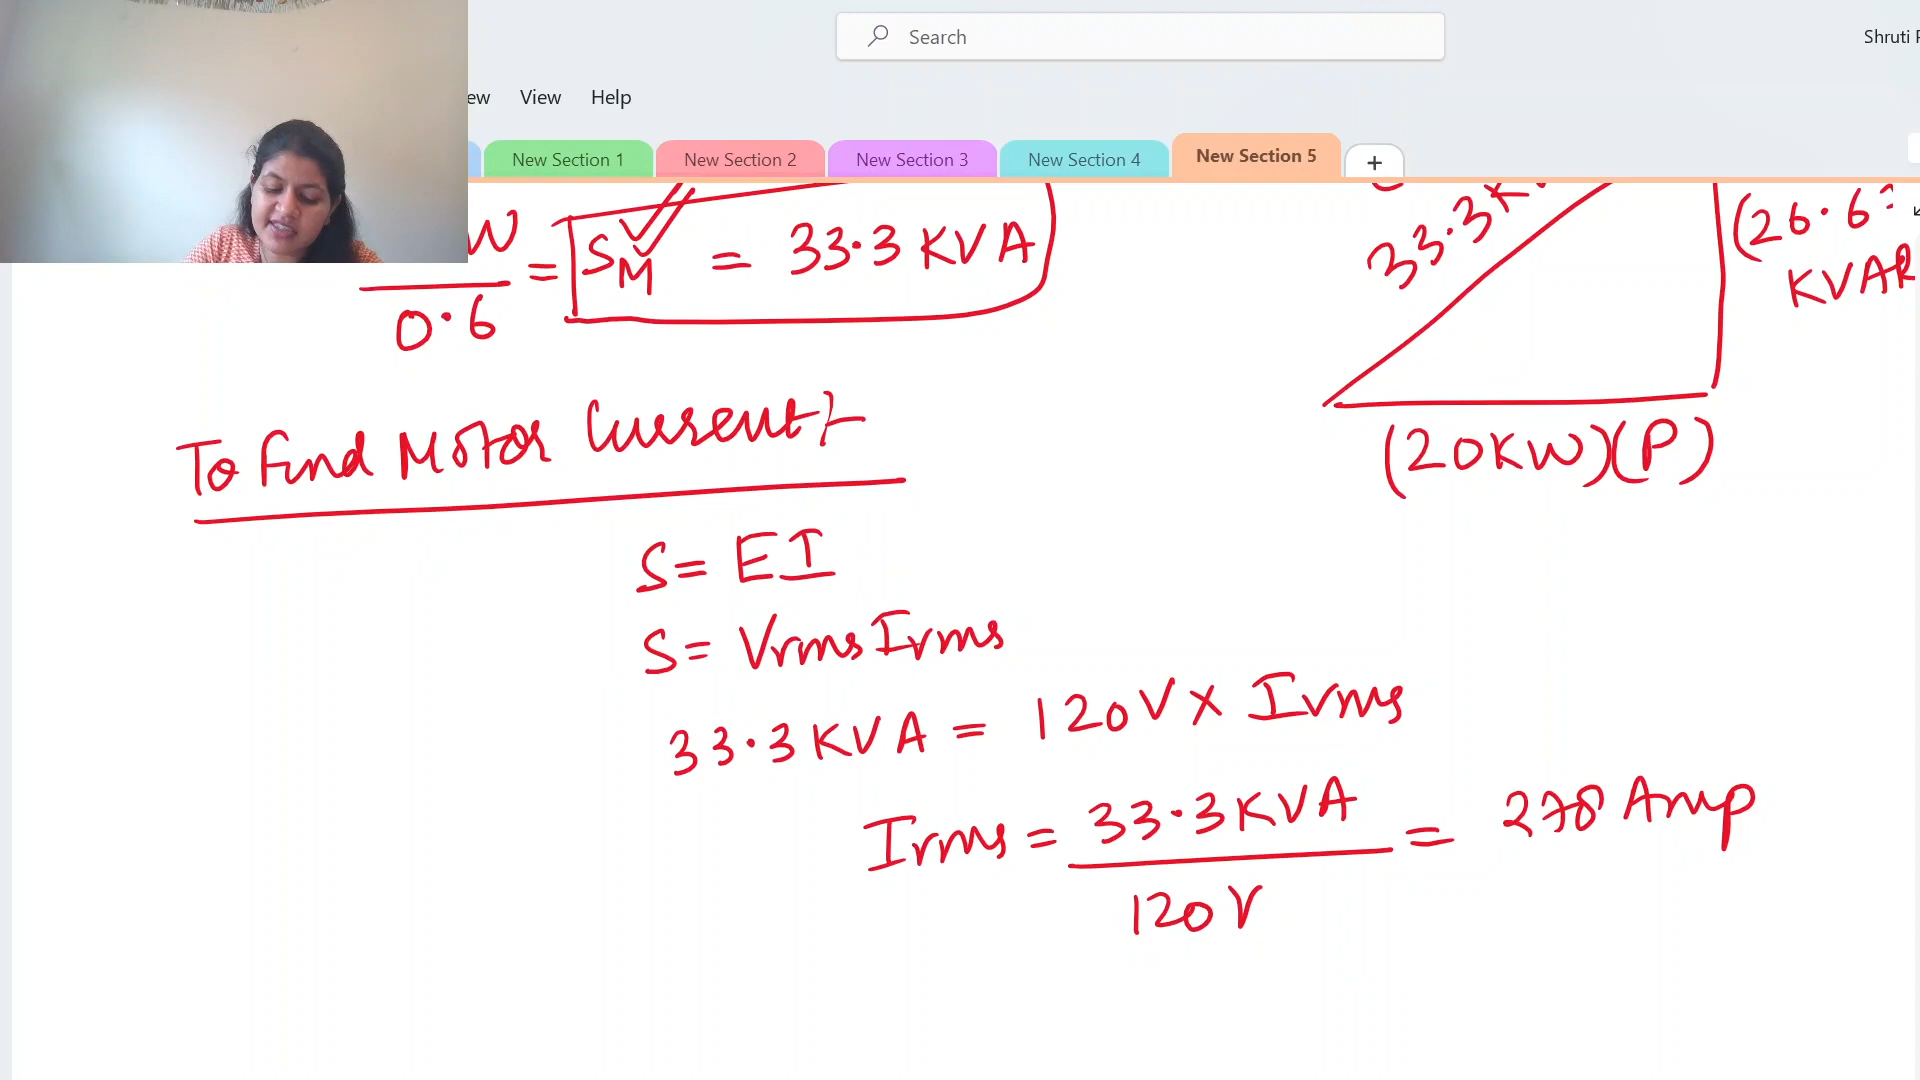 Search
Shruti
ew View Help
New Section 1 New Section 2 New Section 3 New Section 4 New Section 5 +
W
0.6
= SM = 33.3 KVA
33.3K
(26.6
KVAR
(20KW)(P)
To Find Motor Current:-
S= EI
S= Vrms Irms
33.3 KVA = 120V X Irms
Irms = 33.3 KVA = 278 Amp
120V